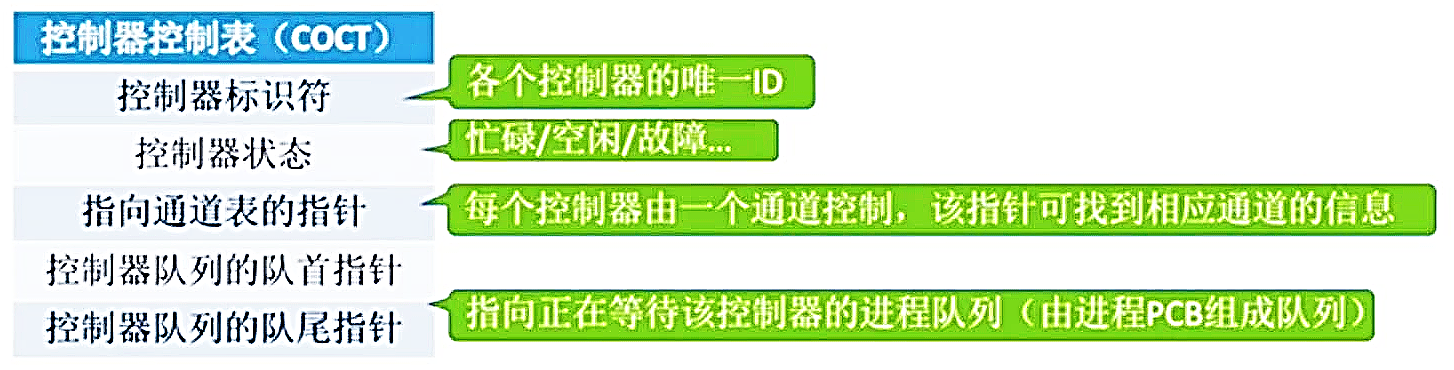 控制器控制表（COCT）
控制器标识符
各个控制器的唯一ID
控制器状态
忙碌/空闲/故障...
指向通道表的指针
每个控制器由一个通道控制，该指针可找到相应通道的信息
控制器队列的队首指针
控制器队列的队尾指针
指向正在等待该控制器的进程队列（由进程PCB组成队列）